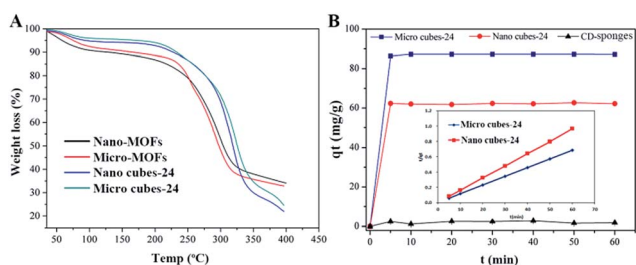 A
100
90
80
70
60
50
40
30
20
Weight loss (%)
Nano-MOFs
Micro-MOFs
Nano cubes-24
Micro cubes-24
50 100 150 200 250 300 350 400 450
Temp (ºC)
B
Micro cubes-24 Nano cubes-24 CD-sponges
100
80
60
40
20
0
qt (mg/g)
Micro cubes-24
Nano cubes-24
1.2
1.0
0.8
0.6
0.4
0.2
0.0
0 10 20 30 40 50 60 70
t(min)
0 10 20 30 40 50 60
t (min)